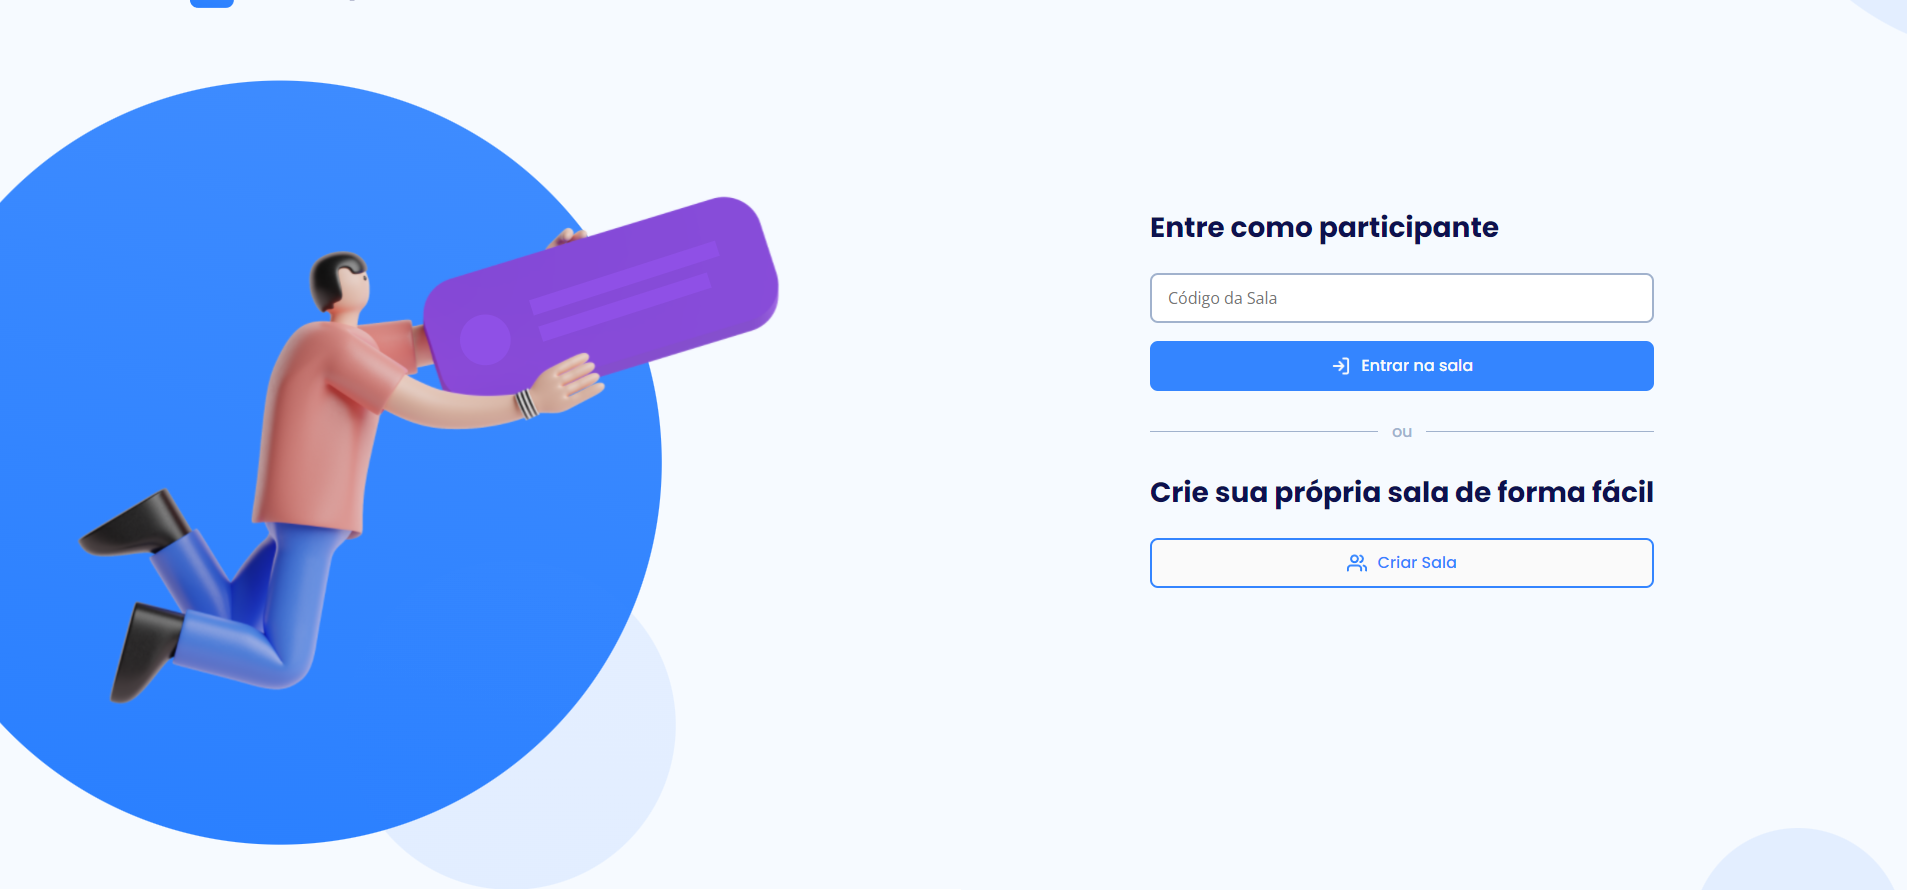 Entre como participante
Código da Sala
Entrar na sala
ou
Crie sua própria sala de forma fácil
Criar Sala